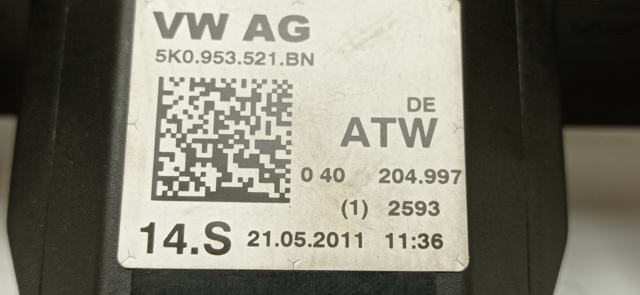 VW AG
5K0.953.521.BN
DE
ATW
0 40 204.997
(1) 2593
14.S 21.05.2011 11:36